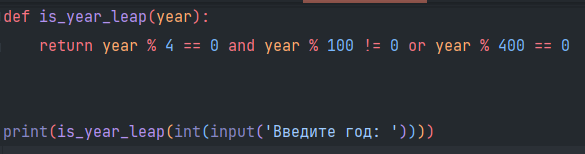 def is_year_leap(year):
    return year % 4 == 0 and year % 100 != 0 or year % 400 == 0
print(is_year_leap(int(input('Введите год: '))))